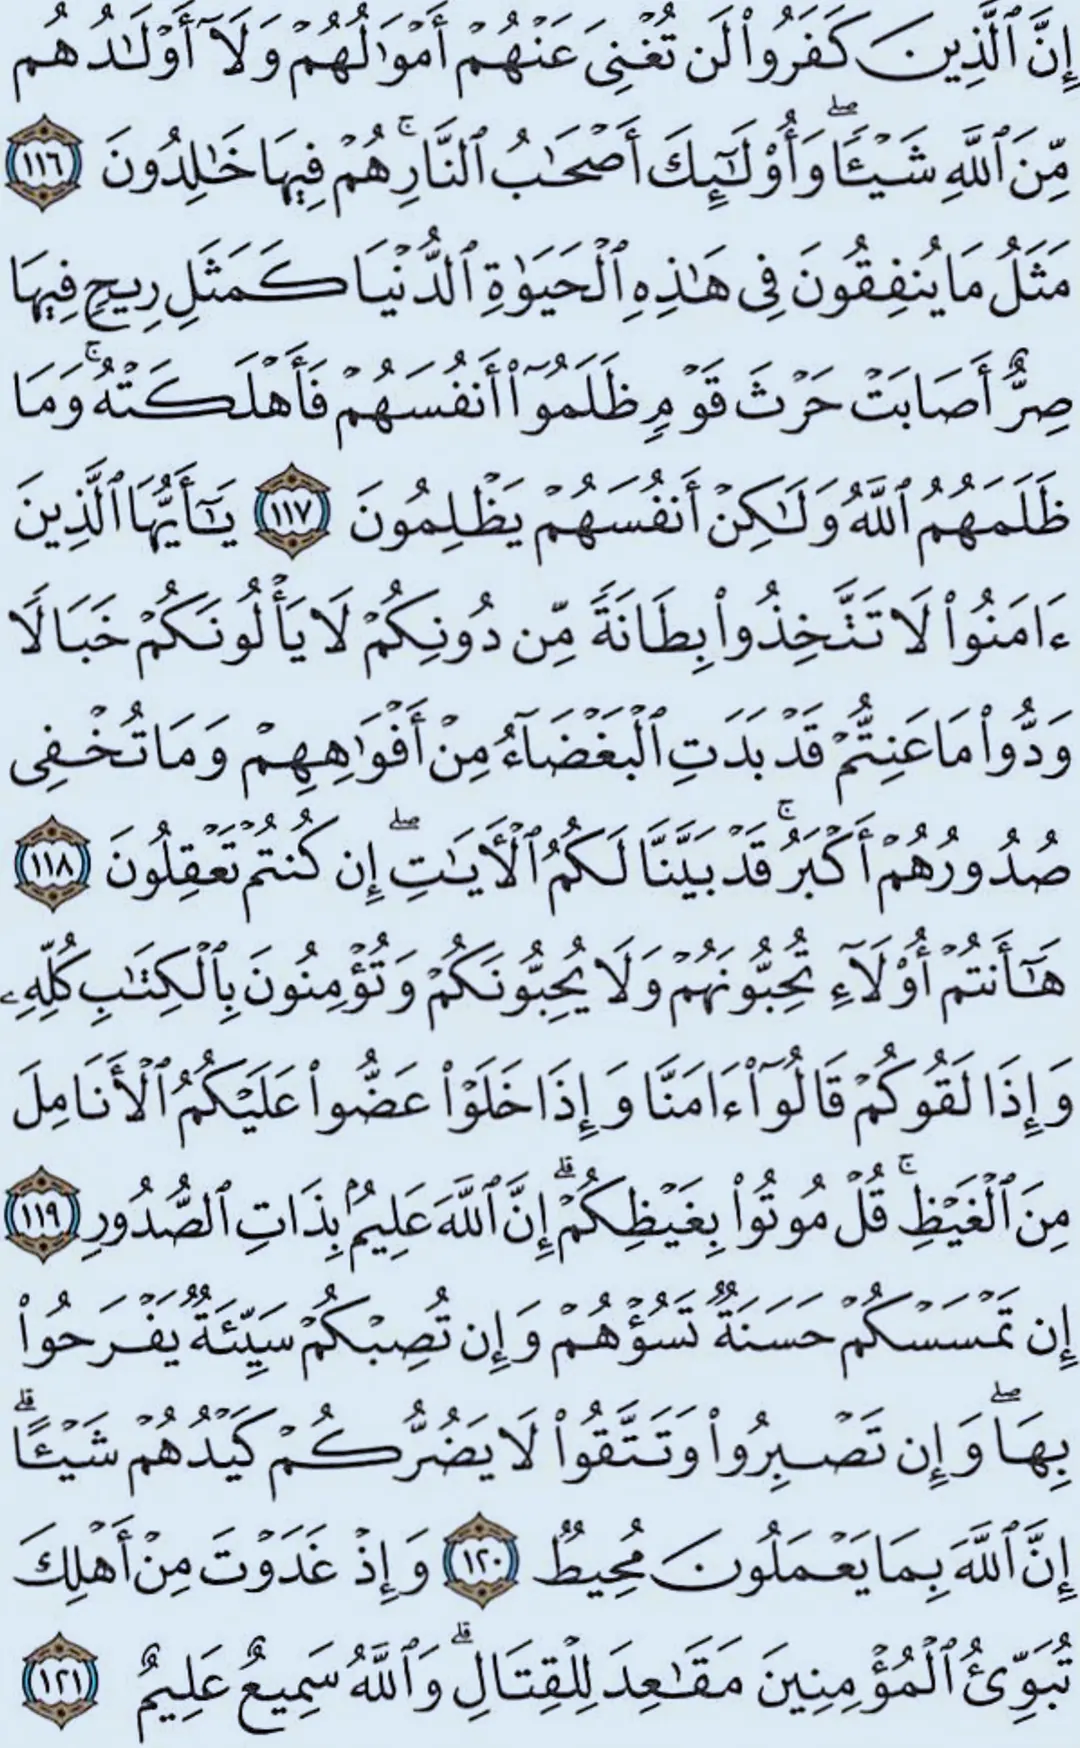 إِنَّ ٱلَّذِينَ كَفَرُوا۟ لَن تُغْنِىَ عَنْهُمْ أَمْوَٰلُهُمْ وَلَآ أَوْلَـٰدُهُم
مِّنَ ٱللَّهِ شَيْـًٔا ۖ وَأُو۟لَـٰٓئِكَ أَصْحَـٰبُ ٱلنَّارِ ۚ هُمْ فِيهَا خَـٰلِدُونَ ١١٦
مَثَلُ مَا يُنفِقُونَ فِى هَـٰذِهِ ٱلْحَيَوٰةِ ٱلدُّنْيَا كَمَثَلِ رِيحٍ فِيهَا
صِرٌّ أَصَابَتْ حَرْثَ قَوْمٍ ظَلَمُوٓا۟ أَنفُسَهُمْ فَأَهْلَكَتْهُ ۚ وَمَا
ظَلَمَهُمُ ٱللَّهُ وَلَـٰكِنْ أَنفُسَهُمْ يَظْلِمُونَ ١١٧ يَـٰٓأَيُّهَا ٱلَّذِينَ
ءَامَنُوا۟ لَا تَتَّخِذُوا۟ بِطَانَةً مِّن دُونِكُمْ لَا يَأْلُونَكُمْ خَبَالًا
وَدُّوا۟ مَا عَنِتُّمْ قَدْ بَدَتِ ٱلْبَغْضَآءُ مِنْ أَفْوَٰهِهِمْ وَمَا تُخْفِى
صُدُورُهُمْ أَكْبَرُ ۚ قَدْ بَيَّنَّا لَكُمُ ٱلْـَٔايَـٰتِ ۖ إِن كُنتُمْ تَعْقِلُونَ ١١٨
هَـٰٓأَنتُمْ أُو۟لَآءِ تُحِبُّونَهُمْ وَلَا يُحِبُّونَكُمْ وَتُؤْمِنُونَ بِٱلْكِتَـٰبِ كُلِّهِۦ
وَإِذَا لَقُوكُمْ قَالُوٓا۟ ءَامَنَّا وَإِذَا خَلَوْا۟ عَضُّوا۟ عَلَيْكُمُ ٱلْأَنَامِلَ
مِنَ ٱلْغَيْظِ ۚ قُلْ مُوتُوا۟ بِغَيْظِكُمْ ۗ إِنَّ ٱللَّهَ عَلِيمٌۢ بِذَاتِ ٱلصُّدُورِ ١١٩
إِن تَمْسَسْكُمْ حَسَنَةٌ تَسُؤْهُمْ وَإِن تُصِبْكُمْ سَيِّئَةٌ يَفْرَحُوا۟
بِهَا ۖ وَإِن تَصْبِرُوا۟ وَتَتَّقُوا۟ لَا يَضُرُّكُمْ كَيْدُهُمْ شَيْـًٔا ۗ
إِنَّ ٱللَّهَ بِمَا يَعْمَلُونَ مُحِيطٌ ١٢٠ وَإِذْ غَدَوْتَ مِنْ أَهْلِكَ
تُبَوِّئُ ٱلْمُؤْمِنِينَ مَقَـٰعِدَ لِلْقِتَالِ ۗ وَٱللَّهُ سَمِيعٌ عَلِيمٌ ١٢١